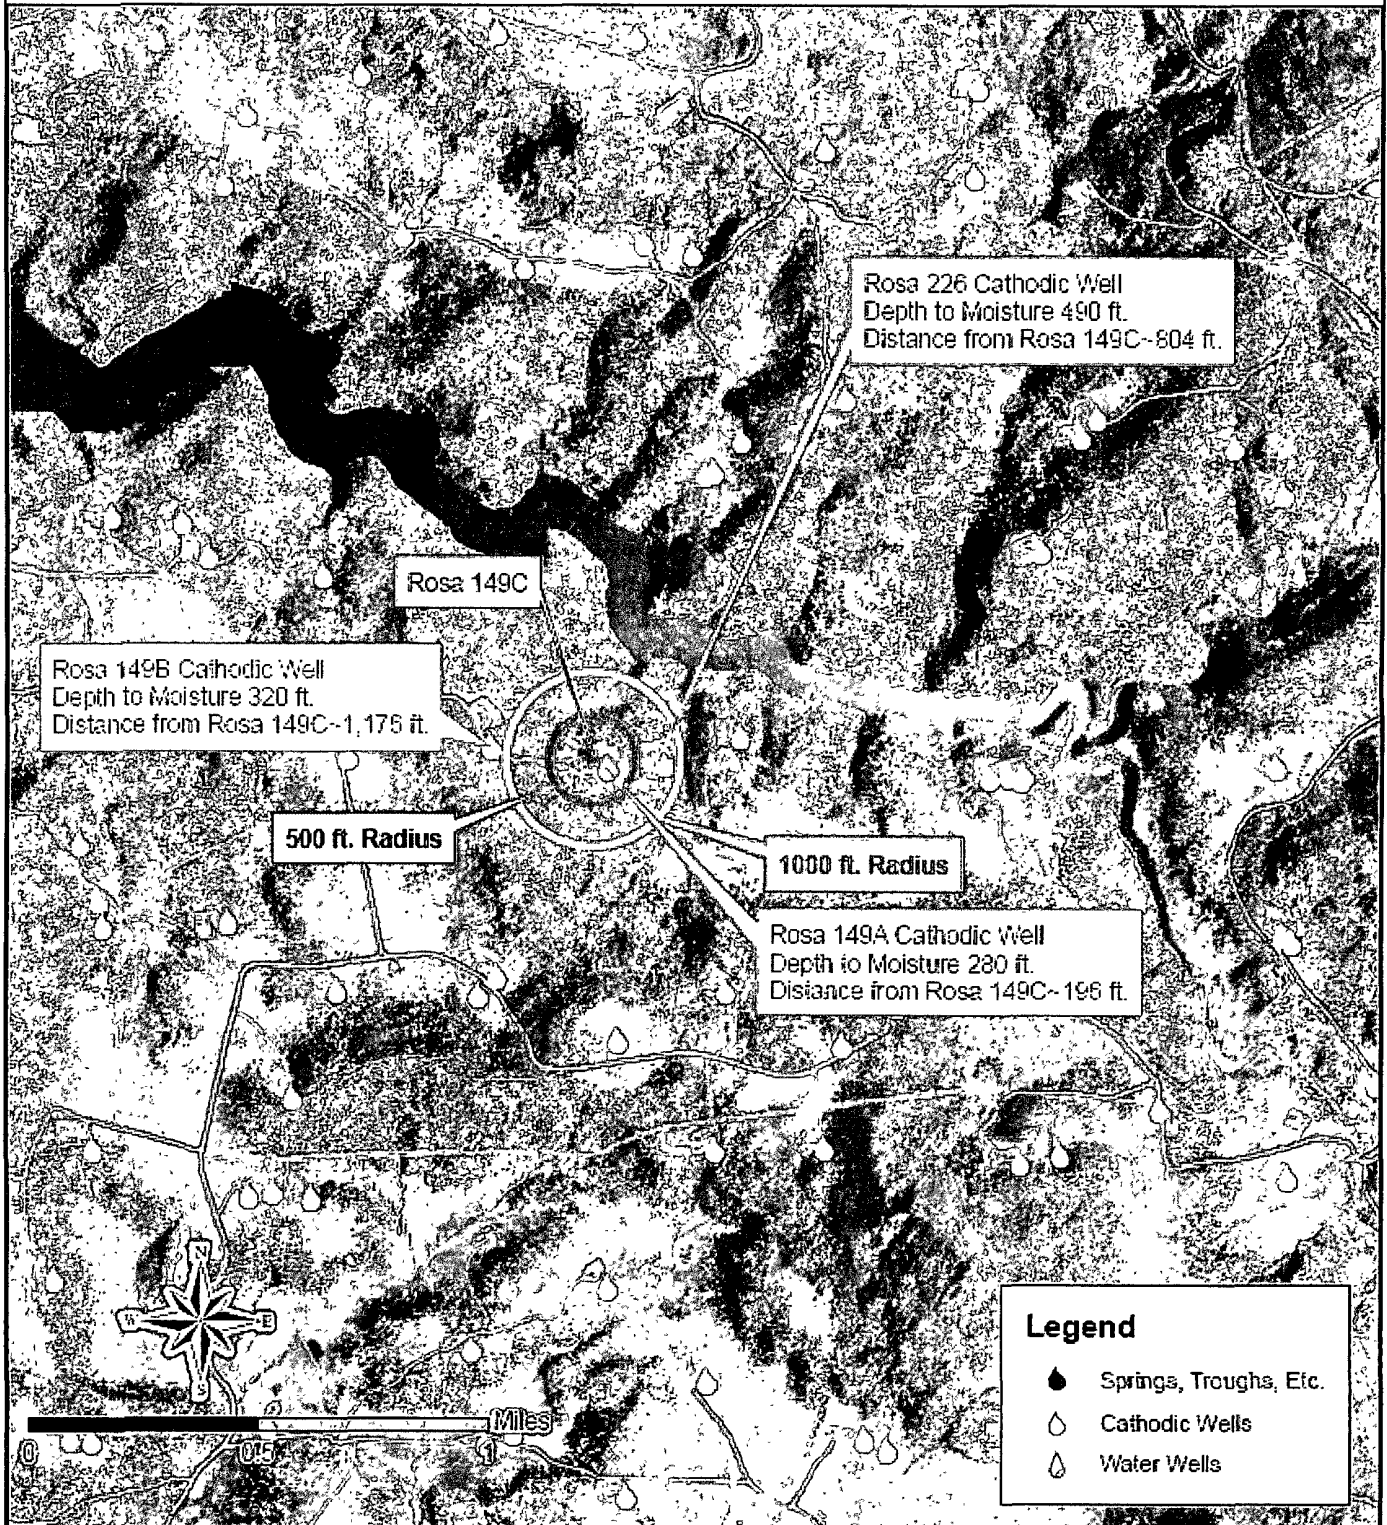 Rosa 226 Cathodic Well
Depth to Moisture 490 ft.
Distance from Rosa 149C~804 ft.
Rosa 149C
Rosa 149B Cathodic Well
Depth to Moisture 320 ft.
Distance from Rosa 149C~1,176 ft.
500 ft. Radius
1000 ft. Radius
Rosa 149A Cathodic Well
Depth to Moisture 280 ft.
Distance from Rosa 149C~196 ft.
N
W
E
S
Miles
0
0.5
1
Legend
Springs, Troughs, Etc.
Cathodic Wells
Water Wells